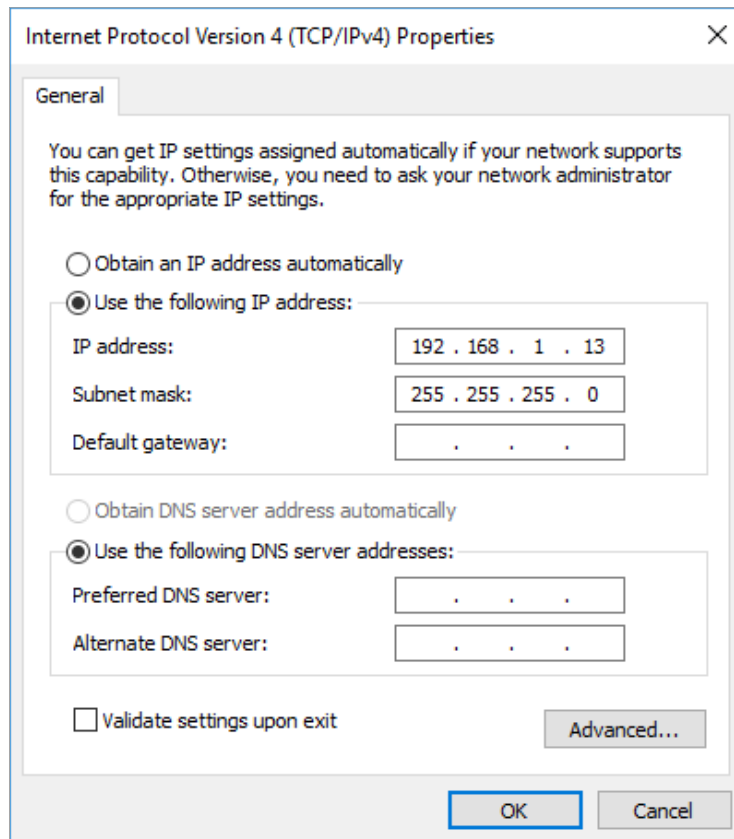 Internet Protocol Version 4 (TCP/IPv4) Properties
General
You can get IP settings assigned automatically if your network supports
this capability. Otherwise, you need to ask your network administrator
for the appropriate IP settings.
Obtain an IP address automatically
Use the following IP address:
IP address: 192 . 168 . 1 . 13
Subnet mask: 255 . 255 . 255 . 0
Default gateway: . . .
Obtain DNS server address automatically
Use the following DNS server addresses:
Preferred DNS server: . . .
Alternate DNS server: . . .
Validate settings upon exit
Advanced...
OK Cancel